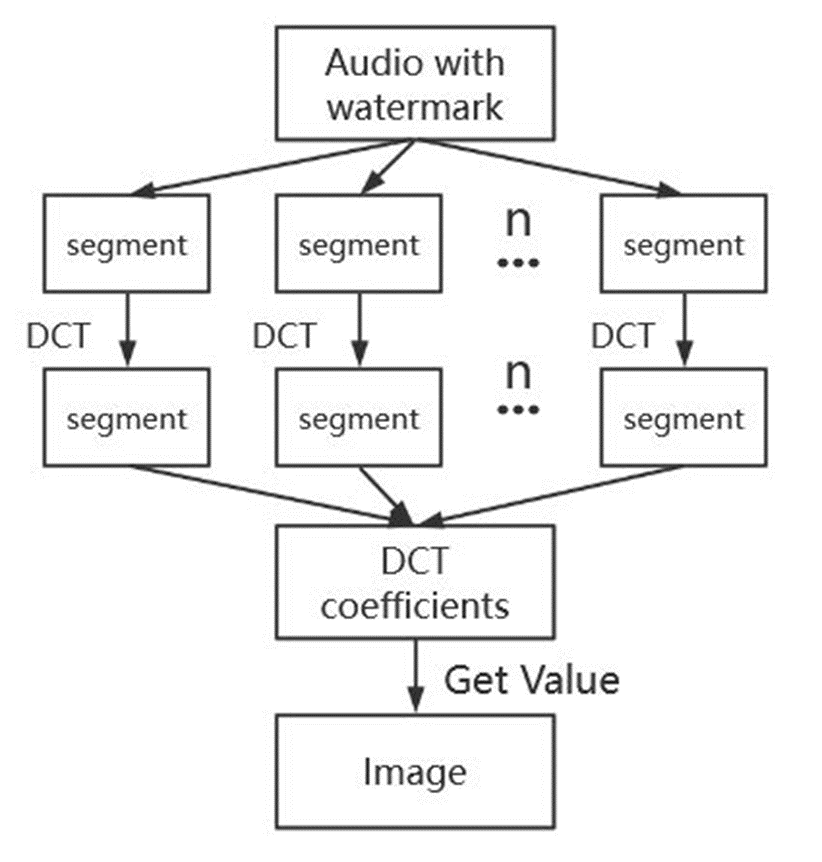 Audio with
watermark
segment
segment
n
...
segment
DCT
DCT
DCT
segment
segment
n
...
segment
DCT
coefficients
Get Value
Image